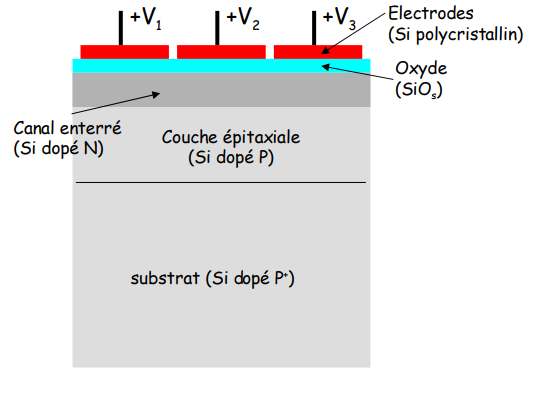 +V1
+V2
+V3
Electrodes
(Si polycristallin)
Oxyde
(SiOs)
Canal enterré
(Si dopé N)
Couche épitaxiale
(Si dopé P)
substrat (Si dopé P+)